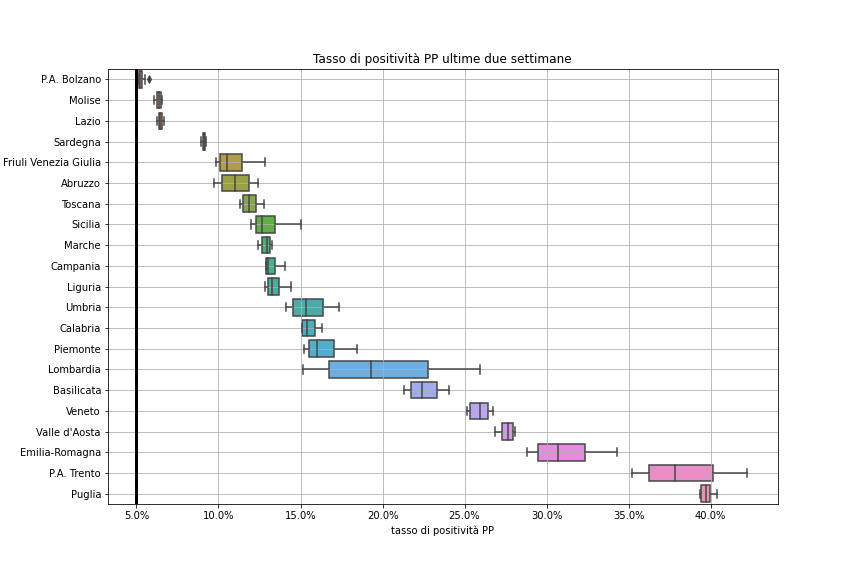 Tasso di positività PP ultime due settimane
P.A. Bolzano
Molise
Lazio
Sardegna
Friuli Venezia Giulia
Abruzzo
Toscana
Sicilia
Marche
Campania
Liguria
Umbria
Calabria
Piemonte
Lombardia
Basilicata
Veneto
Valle d'Aosta
Emilia-Romagna
P.A. Trento
Puglia
5.0% 10.0% 15.0% 20.0% 25.0% 30.0% 35.0% 40.0%
tasso di positività PP